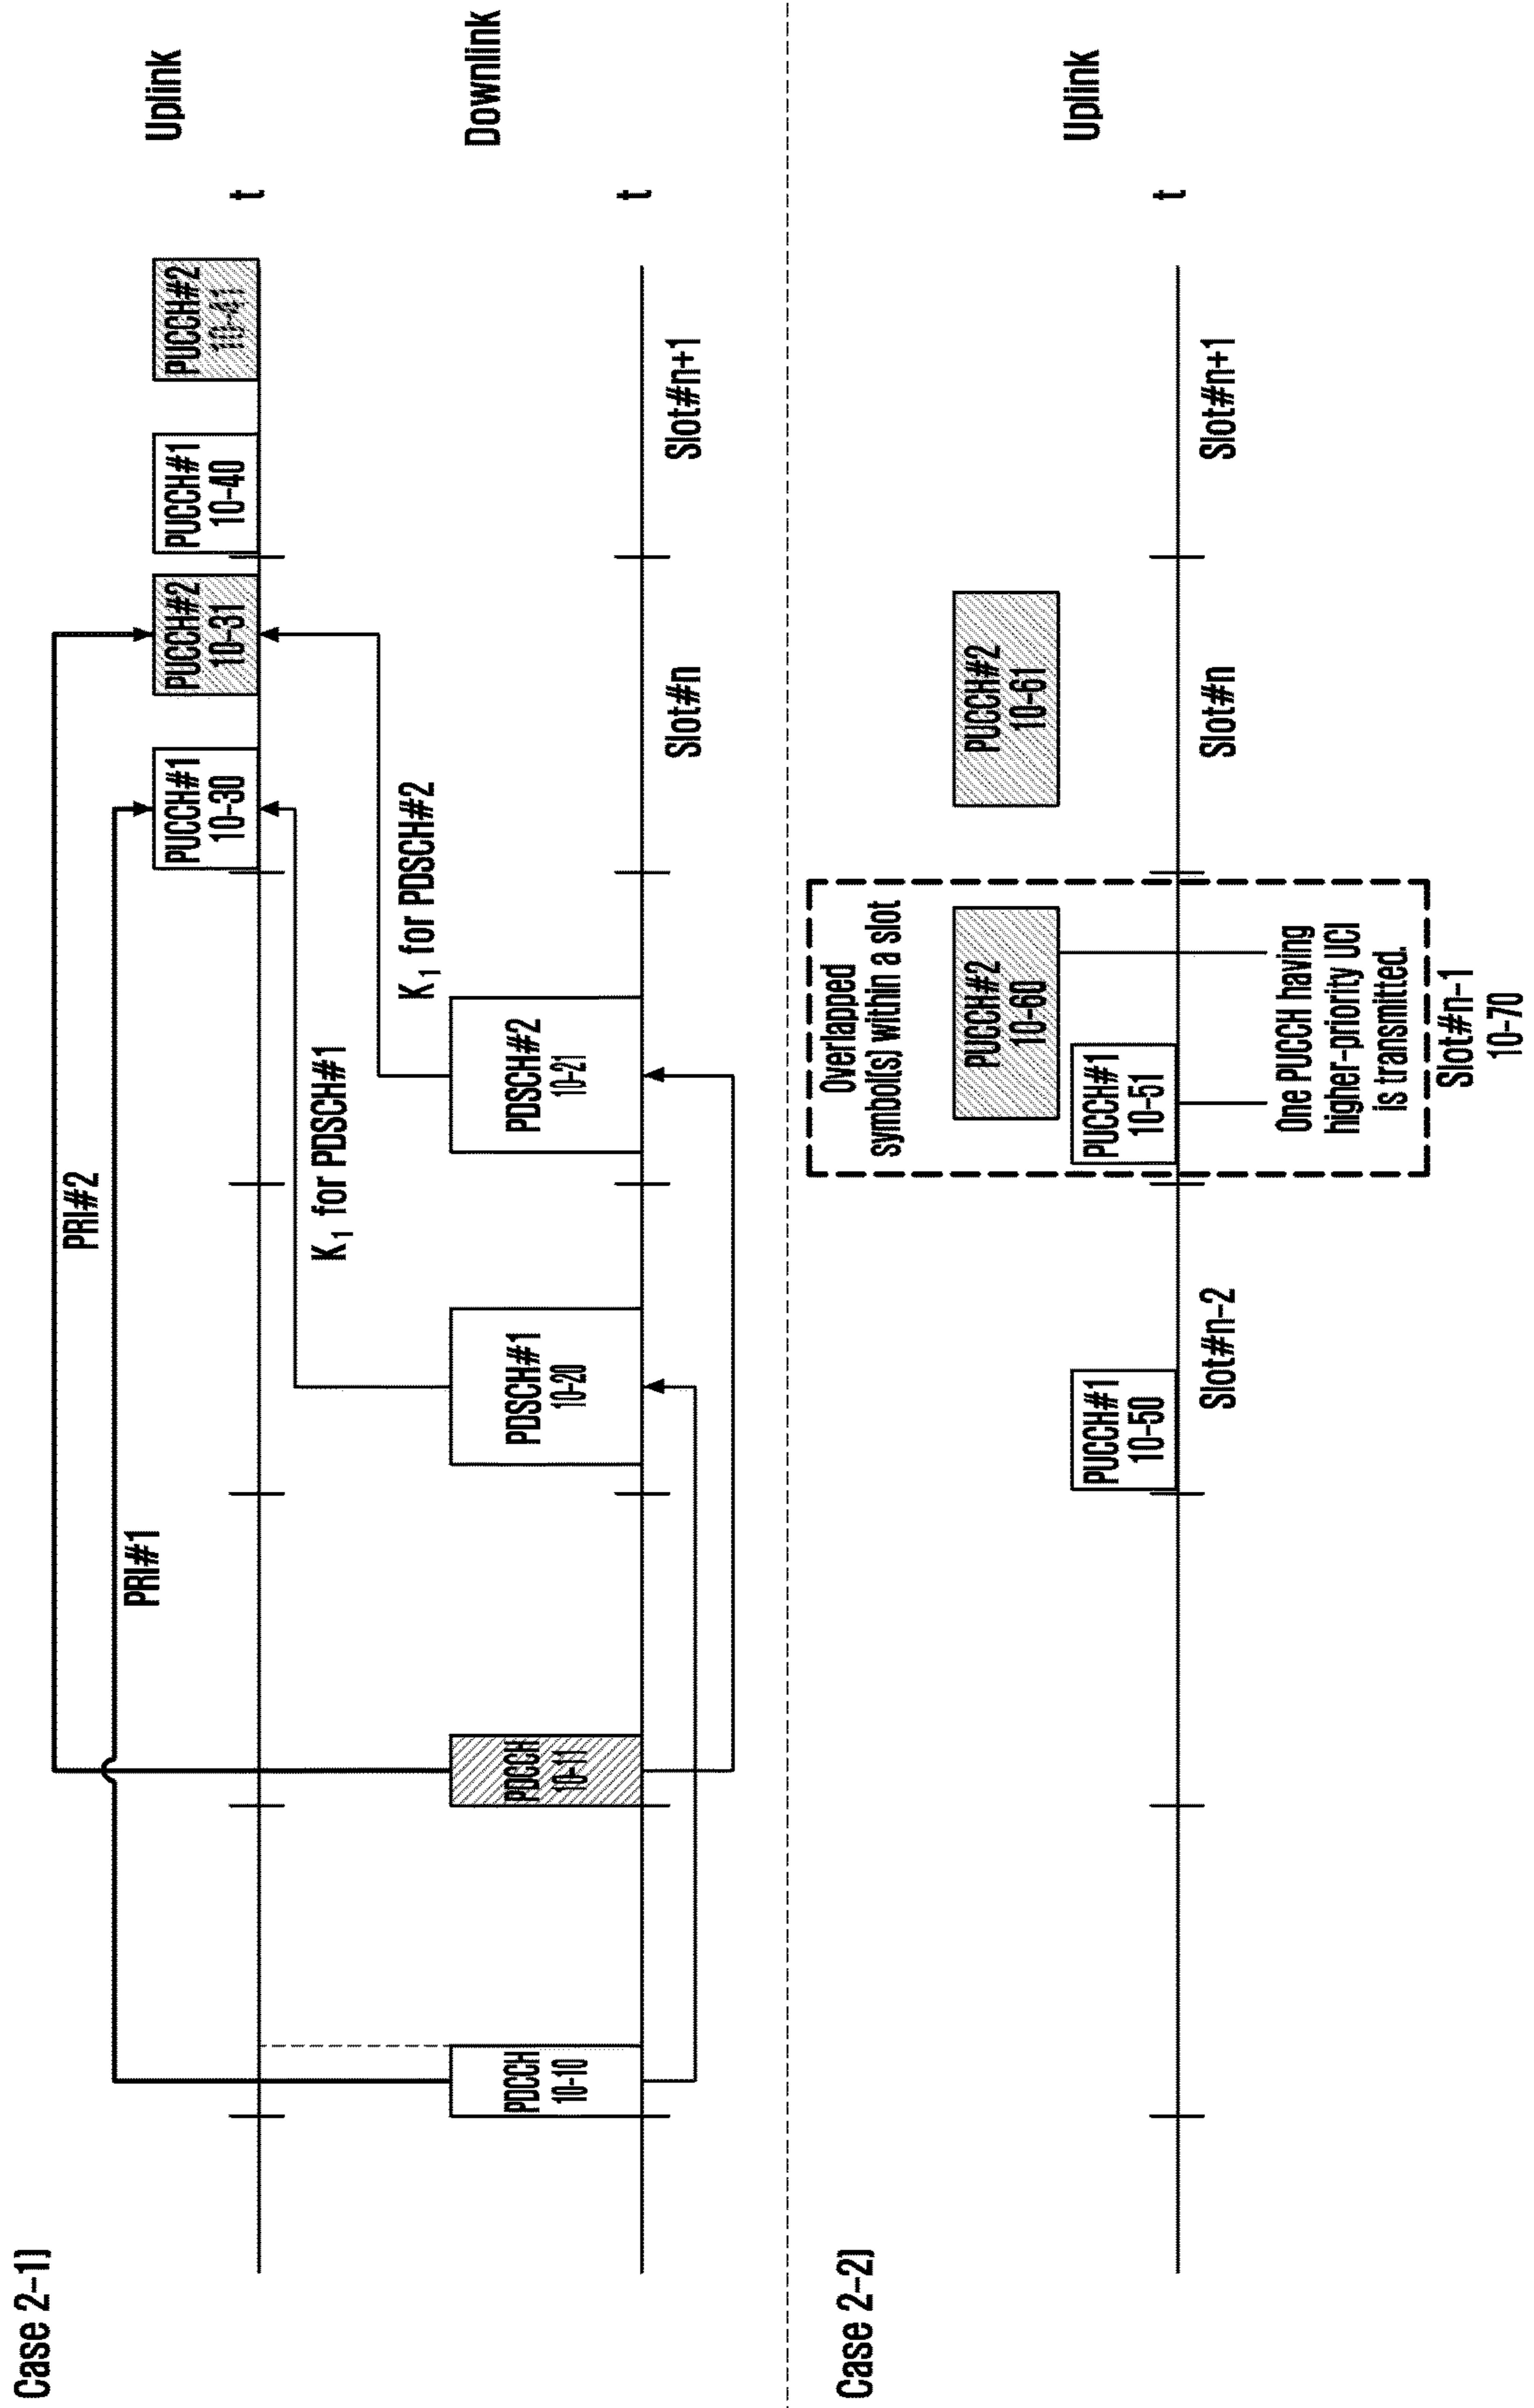 Case 2-1)
PRI#2
PRI#1
PUCCH#1
10-30
PUCCH#2
10-31
PUCCH#1
10-40
PUCCH#2
10-41
Uplink
t
K1 for PDSCH#1
K1 for PDSCH#2
PDCCH
10-10
PDCCH
10-11
PDSCH#1
10-20
PDSCH#2
10-21
Downlink
t
Slot#n
Slot#n+1
Case 2-2)
Overlapped
symbol(s) within a slot
PUCCH#2
10-60
PUCCH#2
10-61
Uplink
PUCCH#1
10-50
PUCCH#1
10-51
t
Slot#n-2
Slot#n
Slot#n+1
One PUCCH having
higher-priority UCI
is transmitted.
Slot#n-1
10-70